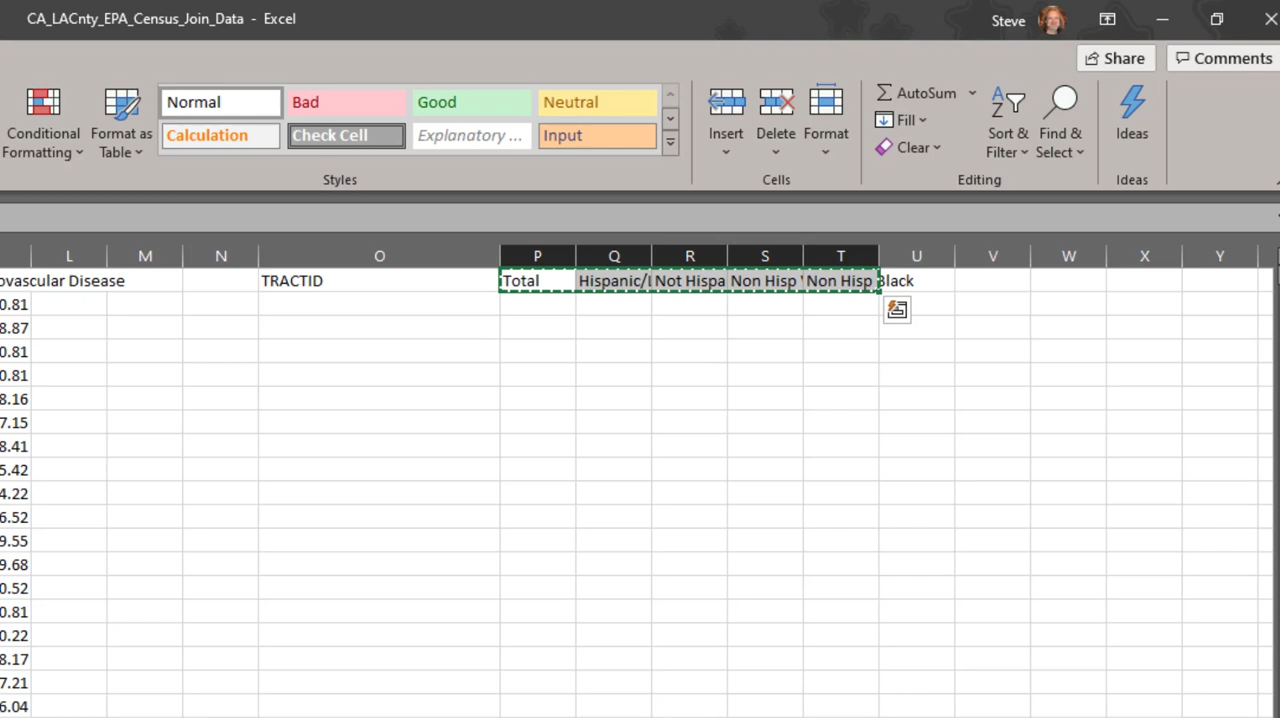 CA_LACnty_EPA_Census_Join_Data - Excel
Steve
Share
Comments
Conditional
Formatting
Format as
Table
Normal
Bad
Good
Neutral
Calculation
Check Cell
Explanatory ...
Input
Styles
Insert
Delete
Format
Cells
AutoSum
Fill
Clear
Sort &
Filter
Find &
Select
Editing
Ideas
Ideas
L M N O P Q R S T U V W X Y
ovascular Disease TRACTID Total Hispanic/L Not Hispa Non Hisp Non Hisp Black
0.81
8.87
0.81
0.81
8.16
7.15
8.41
5.42
4.22
6.52
9.55
9.68
0.52
0.81
0.22
8.17
7.21
6.04